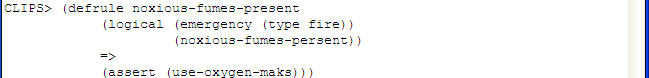 CLIPS> (defrule noxious-fumes-present
(logical (emergency (type fire))
(noxious-fumes-persent))
=>
(assert (use-oxygen-maks)))